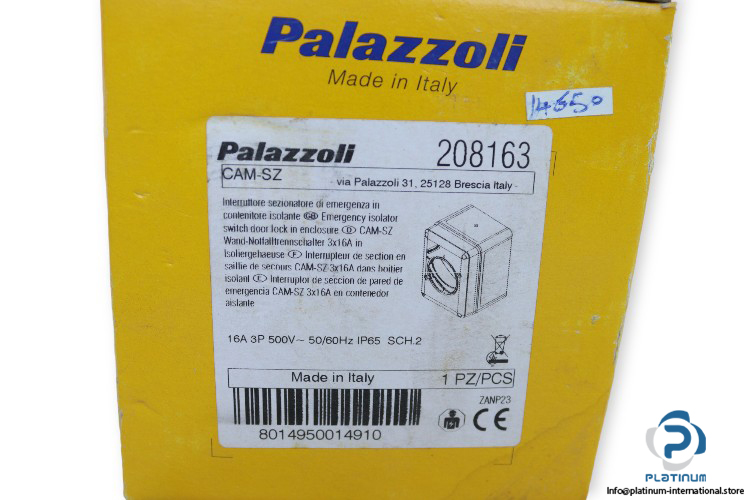 Palazzoli
Made in Italy
14650
Palazzoli
208163
CAM-SZ
- via Palazzoli 31, 25128 Brescia Italy -
Interruttore sezionatore di emergenza in
contenitore isolante GB Emergency isolator
switch door lock in enclosure D CAM-SZ
Wand-Notfalltrennschalter 3x16A in
Isoliergehaeuse F Interrupteur de section en
saillie de secours CAM-SZ 3x16A dans boitier
isolant E Interruptor de seccion de pared de
emergencia CAM-SZ 3x16A en contenedor
aislante
16A 3P 500V~ 50/60Hz IP65 SCH.2
Made in Italy
1 PZ/PCS
ZANP23
CE
8014950014910
PLATINUM
INTERNATIONAL
Info@platinum-international.store